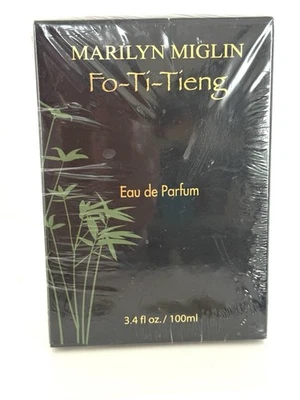 MARILYN MIGLIN
Fo-Ti-Tieng
Eau de Parfum
3.4 fl oz. / 100ml